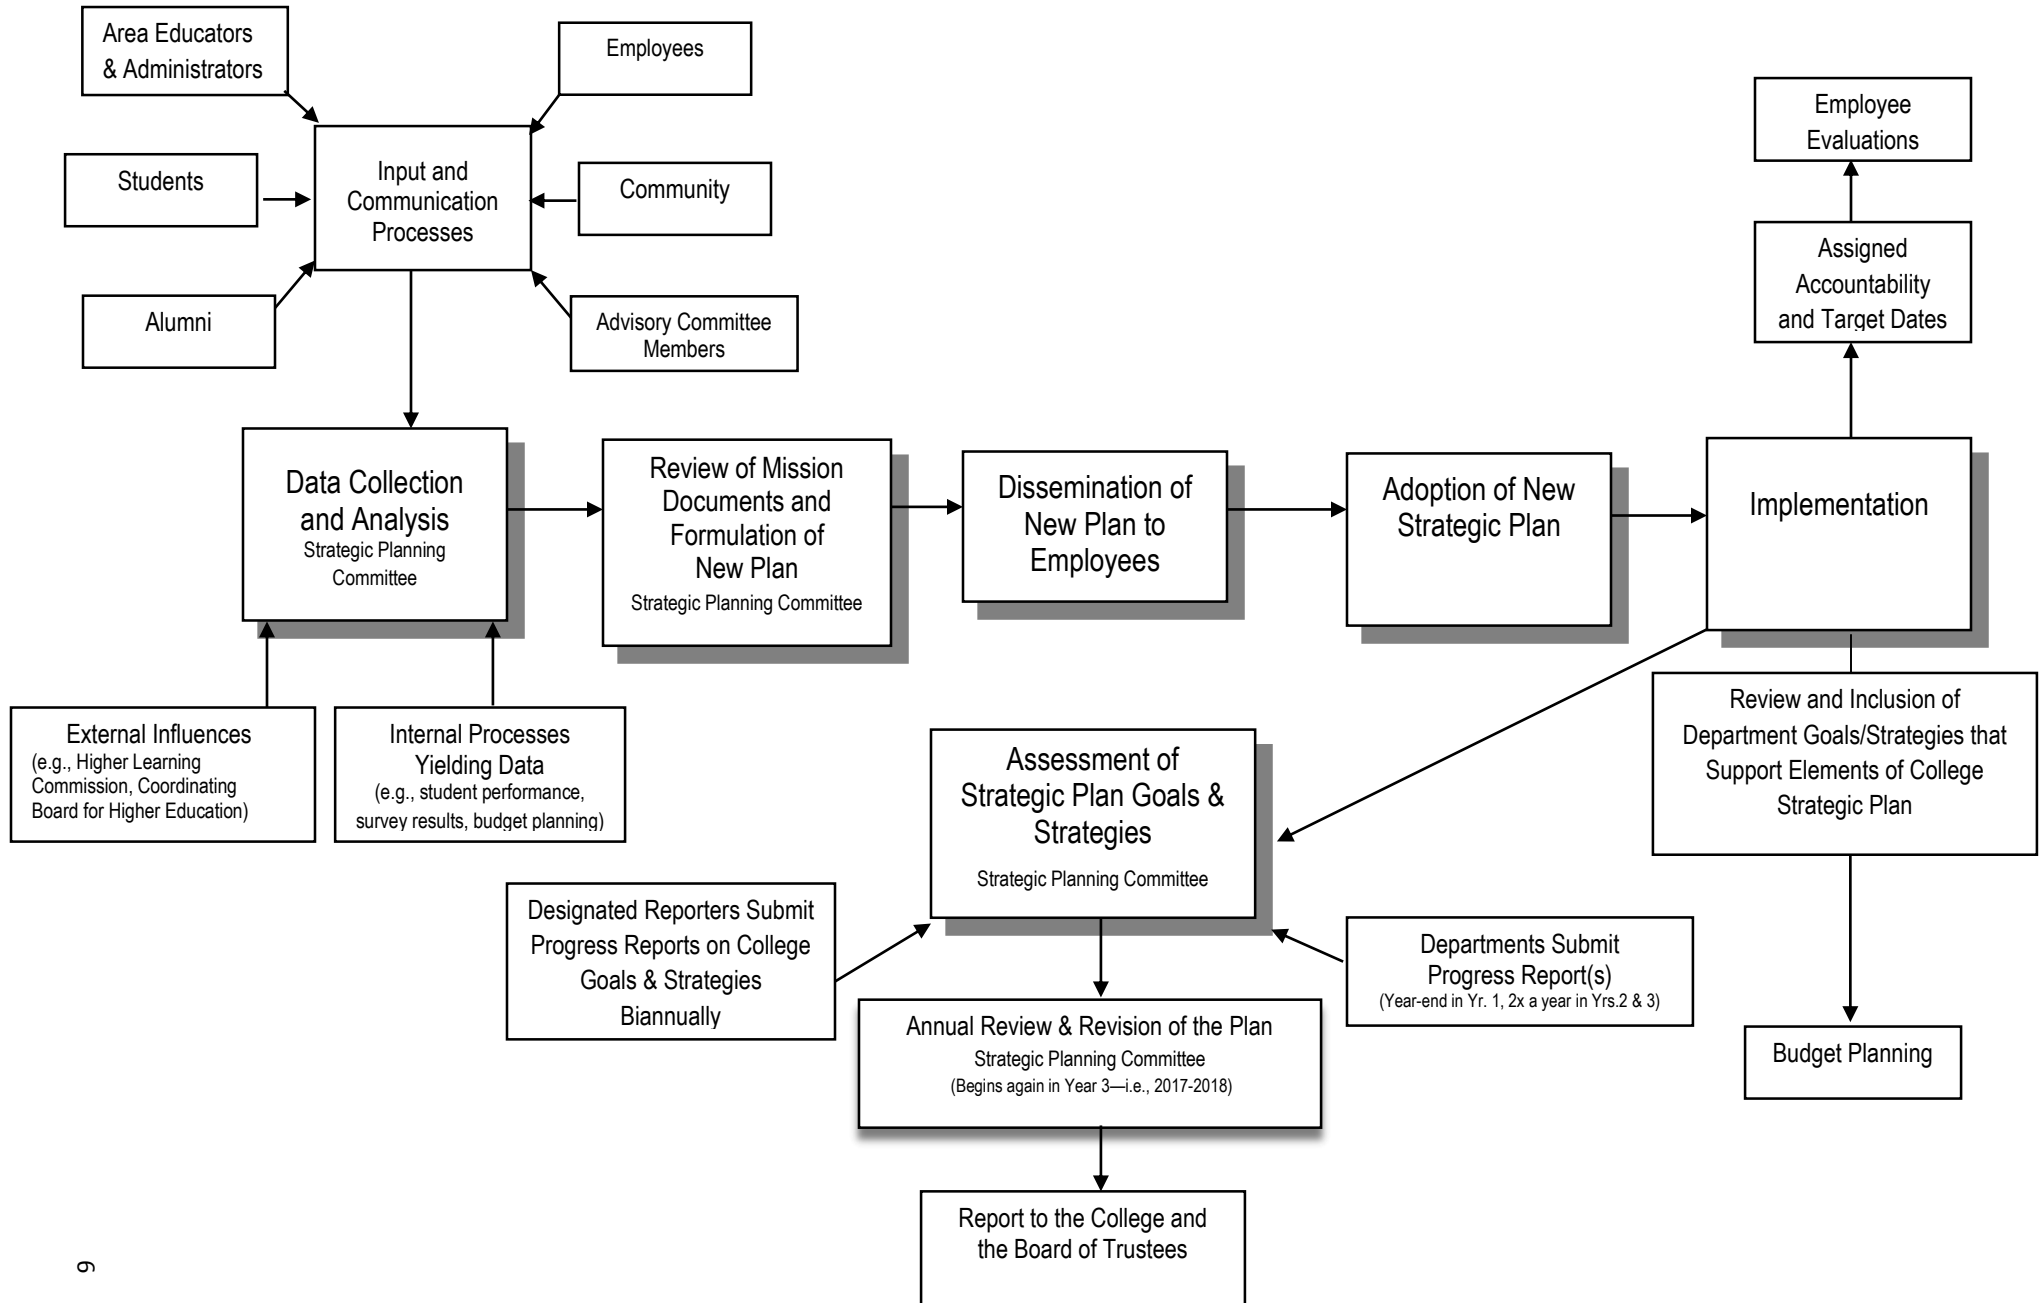 Area Educators
& Administrators
Employees
Employee
Evaluations
Input and
Communication
Processes
Students
Community
Assigned
Accountability
and Target Dates
Alumni
Advisory Committee
Members
Data Collection
and Analysis
Strategic Planning
Committee
Review of Mission
Documents and
Formulation of
New Plan
Strategic Planning Committee
Dissemination of
New Plan to
Employees
Adoption of New
Strategic Plan
Implementation
External Influences
(e.g., Higher Learning
Commission, Coordinating
Board for Higher Education)
Internal Processes
Yielding Data
(e.g., student performance,
survey results, budget planning)
Assessment of
Strategic Plan Goals &
Strategies
Strategic Planning Committee
Review and Inclusion of
Department Goals/Strategies that
Support Elements of College
Strategic Plan
Designated Reporters Submit
Progress Reports on College
Goals & Strategies
Biannually
Departments Submit
Progress Report(s)
(Year-end in Yr. 1, 2x a year in Yrs.2 & 3)
Annual Review & Revision of the Plan
Strategic Planning Committee
(Begins again in Year 3—i.e., 2017-2018)
Budget Planning
Report to the College and
the Board of Trustees
9